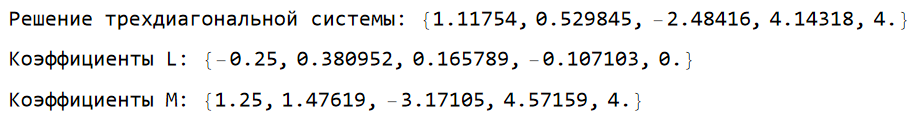 Решение трехдиагональной системы: {1.11754, 0.529845, -2.48416, 4.14318, 4.}
Коэффициенты L: {-0.25, 0.380952, 0.165789, -0.107103, 0.}
Коэффициенты M: {1.25, 1.47619, -3.17105, 4.57159, 4.}